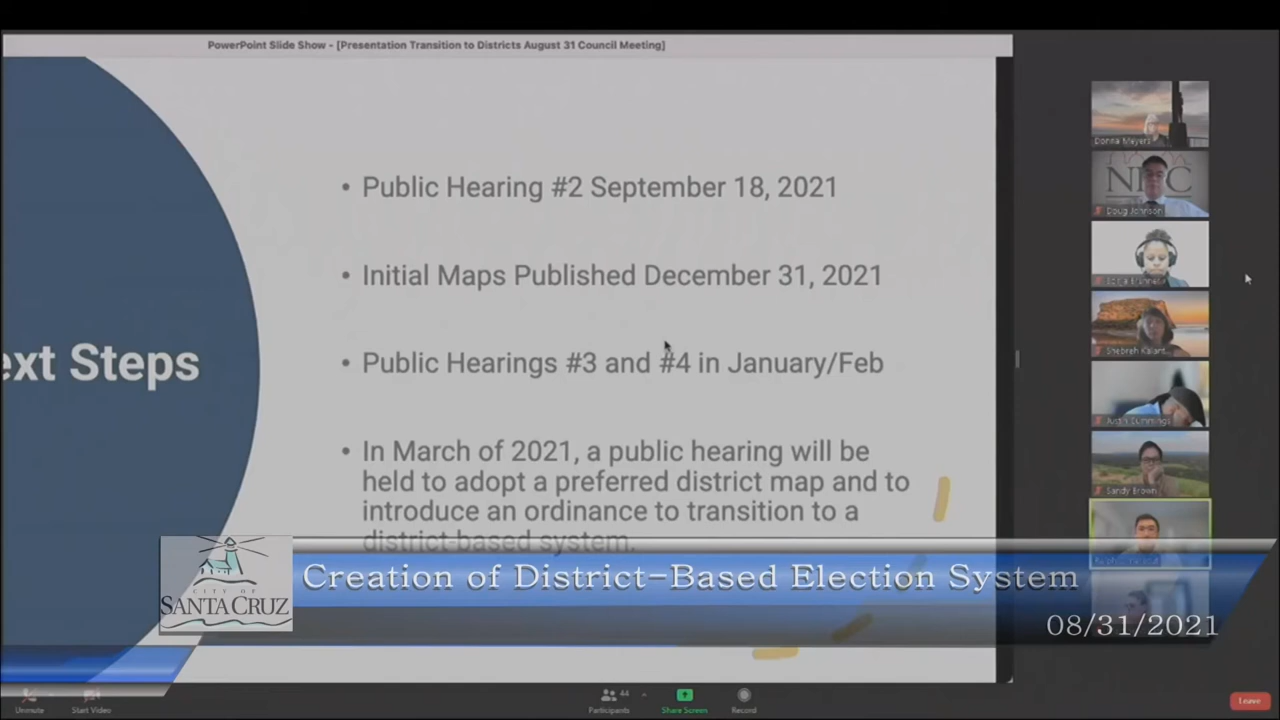 PowerPoint Slide Show - [Presentation Transition to Districts August 31 Council Meeting]
ext Steps
• Public Hearing #2 September 18, 2021
• Initial Maps Published December 31, 2021
• Public Hearings #3 and #4 in January/Feb
• In March of 2021, a public hearing will be
held to adopt a preferred district map and to
introduce an ordinance to transition to a
district-based system.
Donna Meyers
NDC
Doug Johnson
Shebreh Kalant...
Justin Cummings
Sandy Brown
CITY OF
SANTA CRUZ
Creation of District-Based Election System
08/31/2021
Unmute
Start Video
44
Participants
Share Screen
Record
Leave